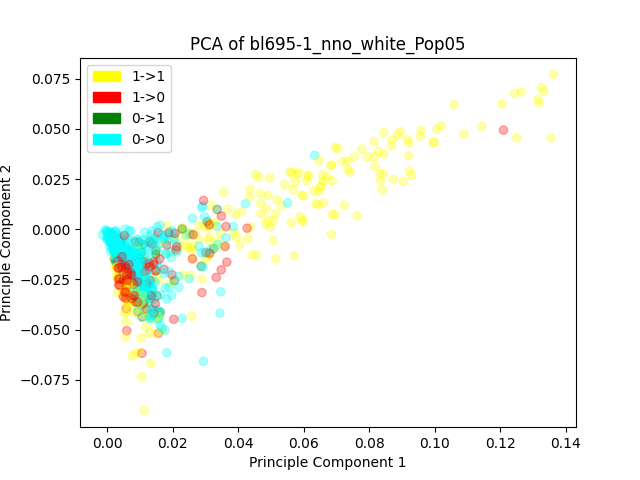 PCA of bl695-1_nno_white_Pop05
1->1
1->0
0->1
0->0
0.075
0.050
0.025
0.000
−0.025
−0.050
−0.075
Principle Component 2
0.00 0.02 0.04 0.06 0.08 0.10 0.12 0.14
Principle Component 1